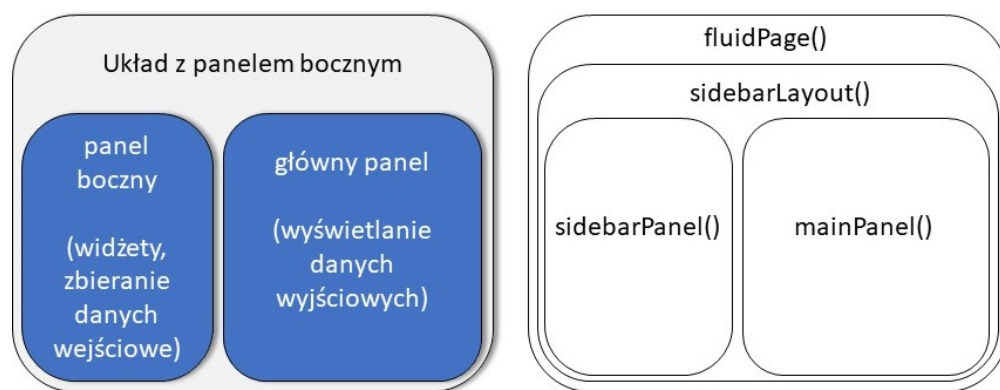 Układ z panelem bocznym
panel
boczny
(widżety,
zbieranie
danych
wejściowe)
główny panel
(wyświetlanie
danych
wyjściowych)
fluidPage()
sidebarLayout()
sidebarPanel()
mainPanel()